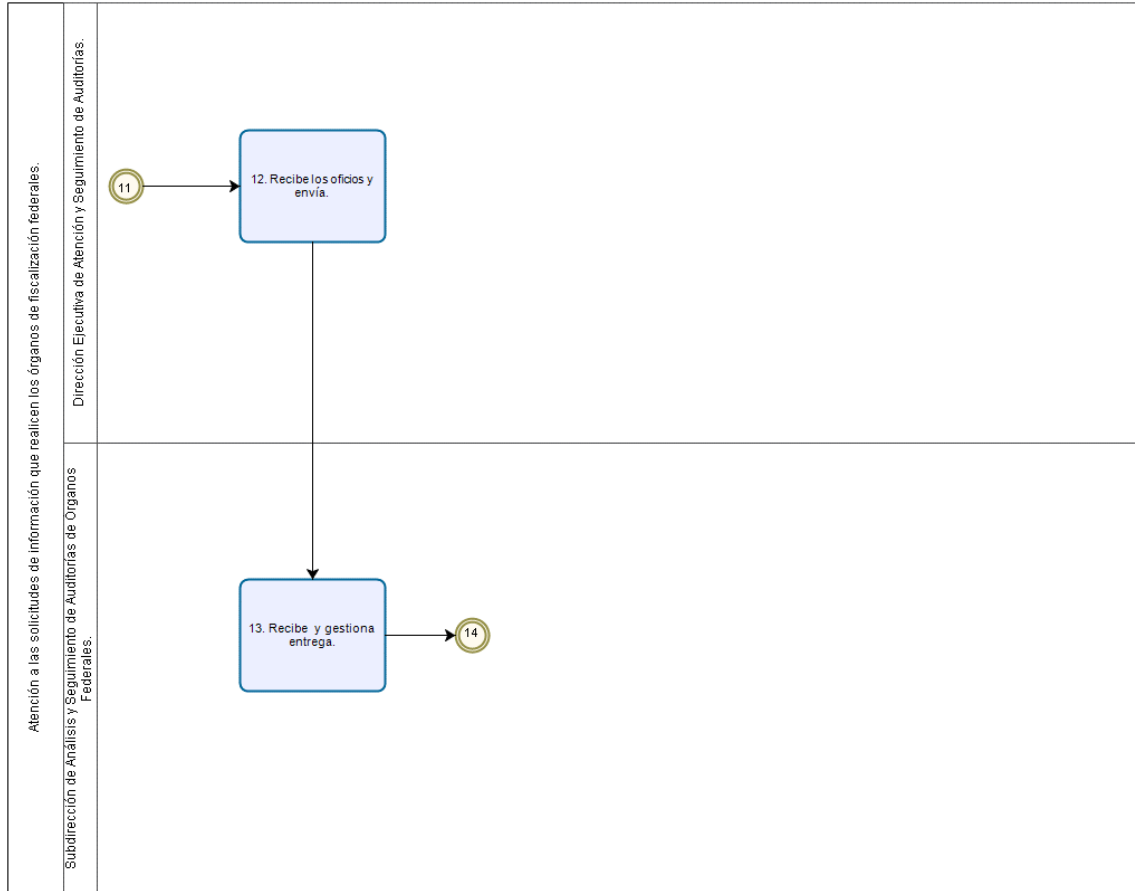 Atención a las solicitudes de información que realicen los órganos de fiscalización federales.
Dirección Ejecutiva de Atención y Seguimiento de Auditorías.
11
12. Recibe los oficios y
envía.
Subdirección de Análisis y Seguimiento de Auditorías de Organos
Federales.
13. Recibe y gestiona
entrega.
14